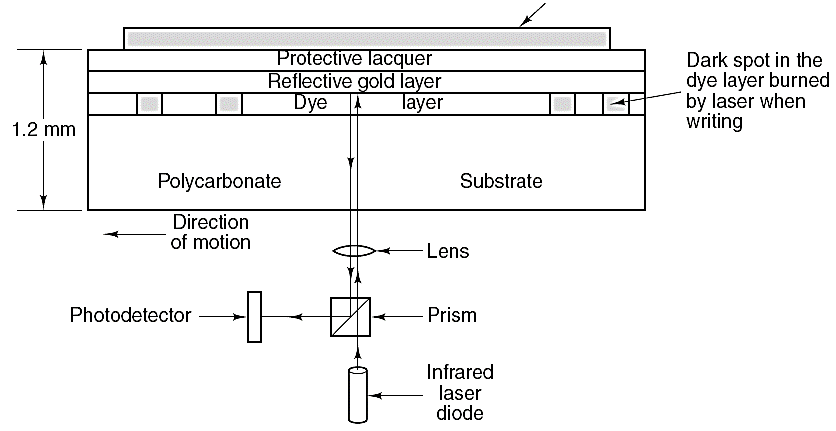 Protective lacquer
Reflective gold layer
Dye layer
Dark spot in the
dye layer burned
by laser when
writing
1.2 mm
Polycarbonate
Substrate
Direction
of motion
Lens
Photodetector
Prism
Infrared
laser
diode